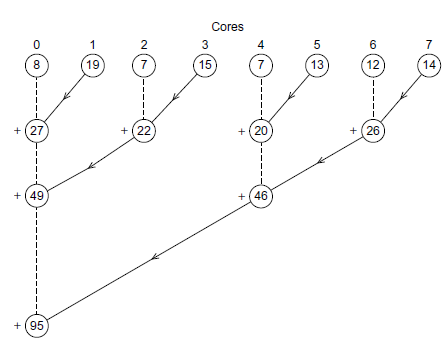 Cores
0 1 2 3 4 5 6 7
8 19 7 15 7 13 12 14
+ 27 + 22 + 20 + 26
+ 49 + 46
+ 95